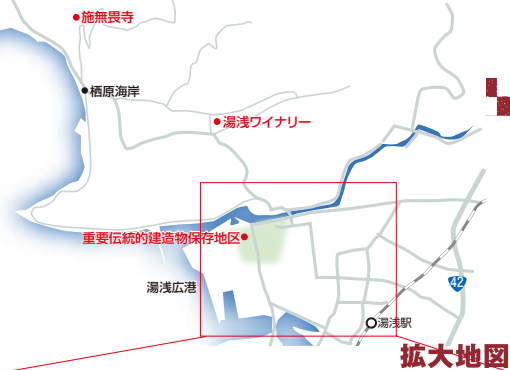 施無畏寺
栖原海岸
湯浅ワイナリー
重要伝統的建造物保存地区
湯浅広港
42
湯浅駅
拡大地図